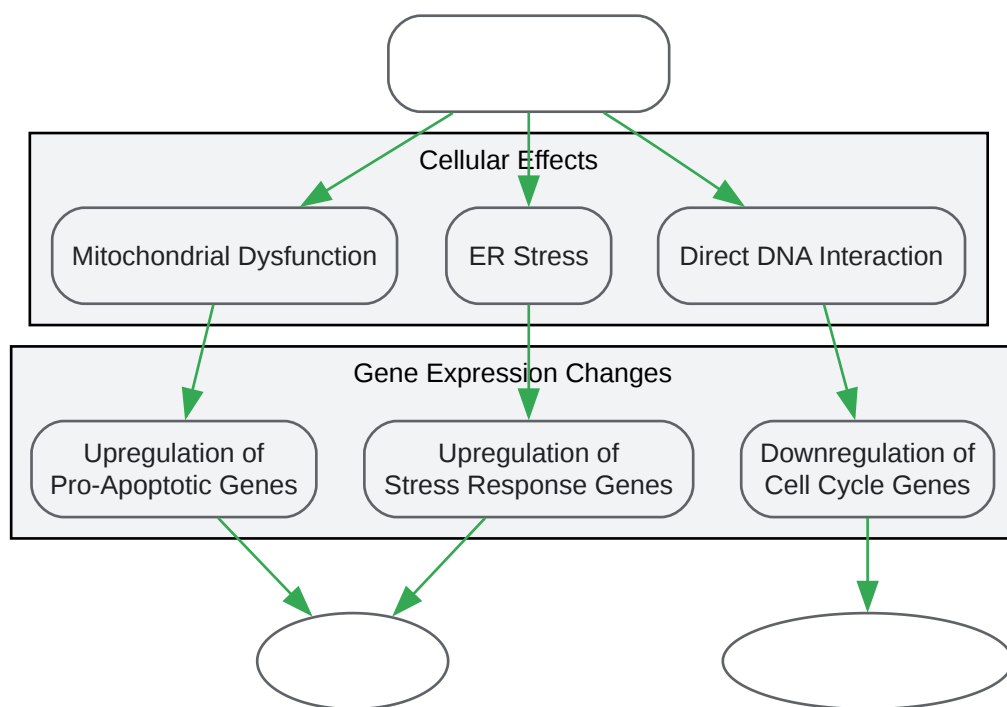 Cellular Effects
Mitochondrial Dysfunction
ER Stress
Direct DNA Interaction
Gene Expression Changes
Upregulation of
Pro-Apoptotic Genes
Upregulation of
Stress Response Genes
Downregulation of
Cell Cycle Genes